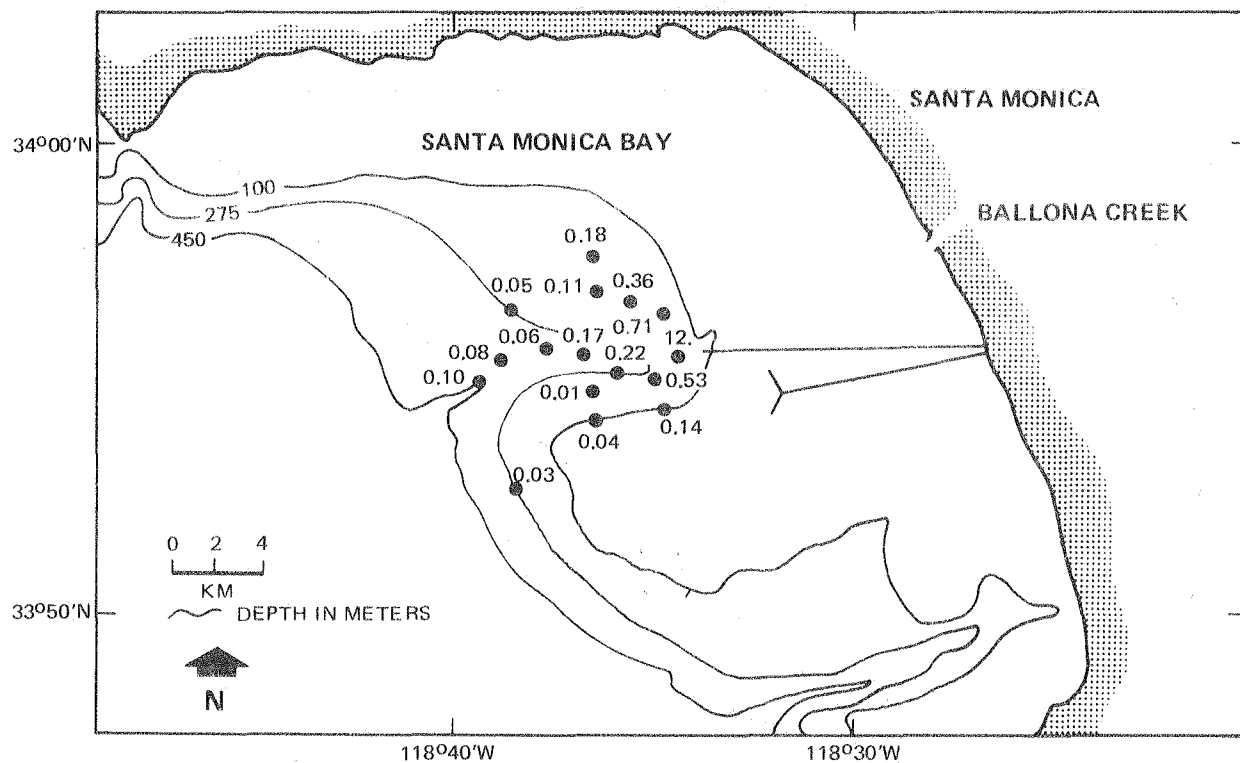 SANTA MONICA
34°00'N
SANTA MONICA BAY
100
275
450
BALLONA CREEK
0.18
0.05
0.11
0.36
0.71
12.
0.06
0.17
0.08
0.22
0.10
0.01
0.53
0.04
0.14
0.03
0 2 4
KM
DEPTH IN METERS
33°50'N
N
118°40'W
118°30'W